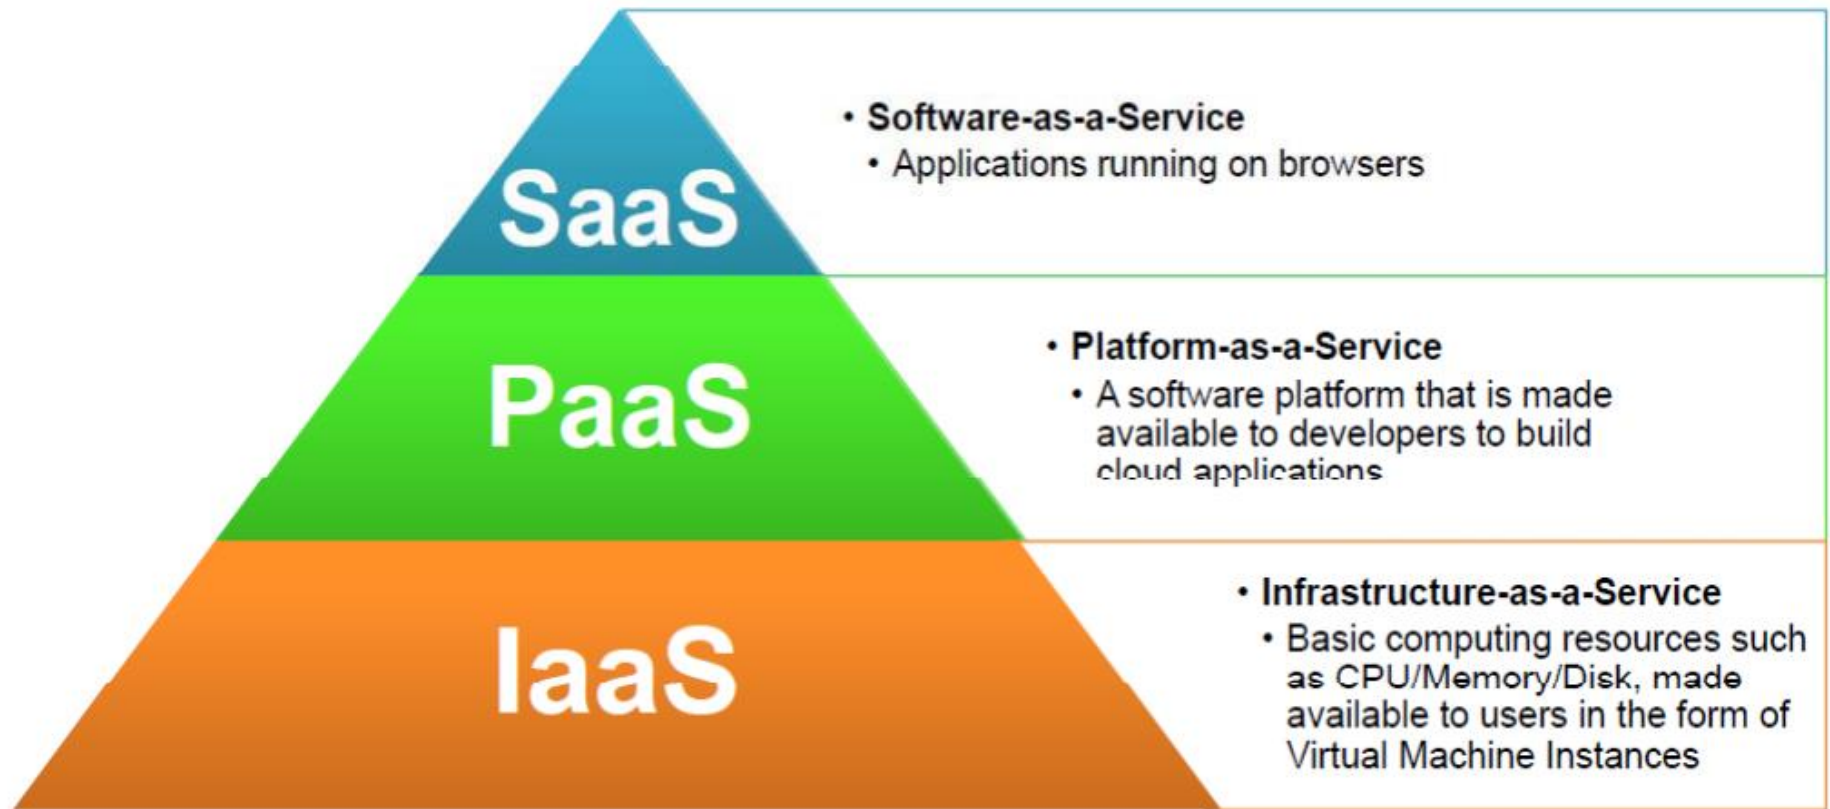 SaaS
• Software-as-a-Service
• Applications running on browsers
PaaS
• Platform-as-a-Service
• A software platform that is made
available to developers to build
cloud applications
IaaS
• Infrastructure-as-a-Service
• Basic computing resources such
as CPU/Memory/Disk, made
available to users in the form of
Virtual Machine Instances